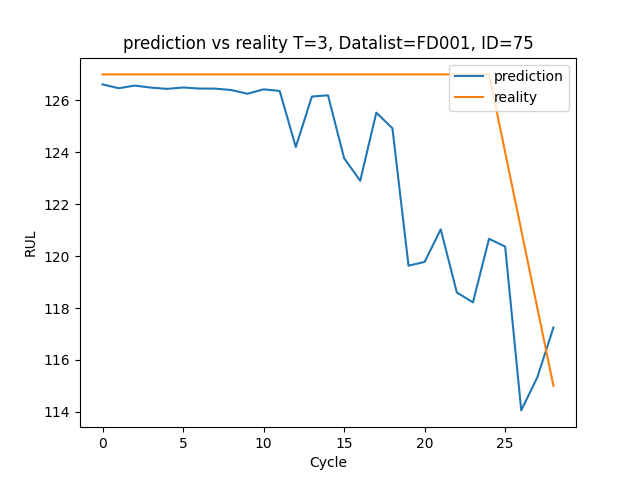 prediction vs reality T=3, Datalist=FD001, ID=75
prediction
reality
126
124
122
120
118
116
114
RUL
0 5 10 15 20 25
Cycle